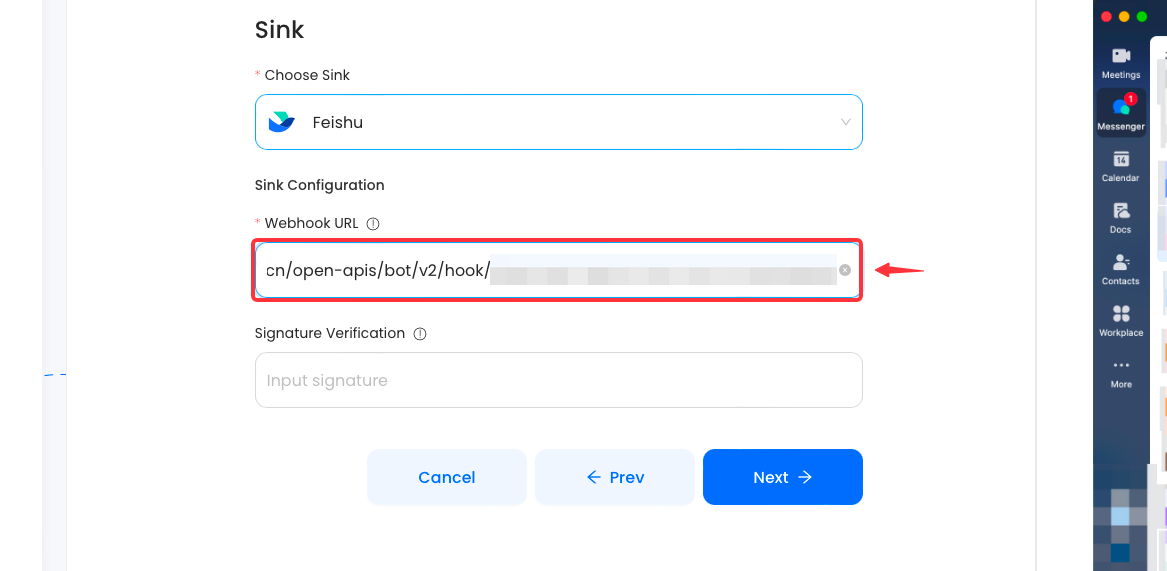 Sink
* Choose Sink
Feishu
Sink Configuration
* Webhook URL
cn/open-apis/bot/v2/hook/
Signature Verification
Input signature
Cancel
← Prev
Next →
Meetings
1
Messenger
14
Calendar
Docs
Contacts
Workplace
More